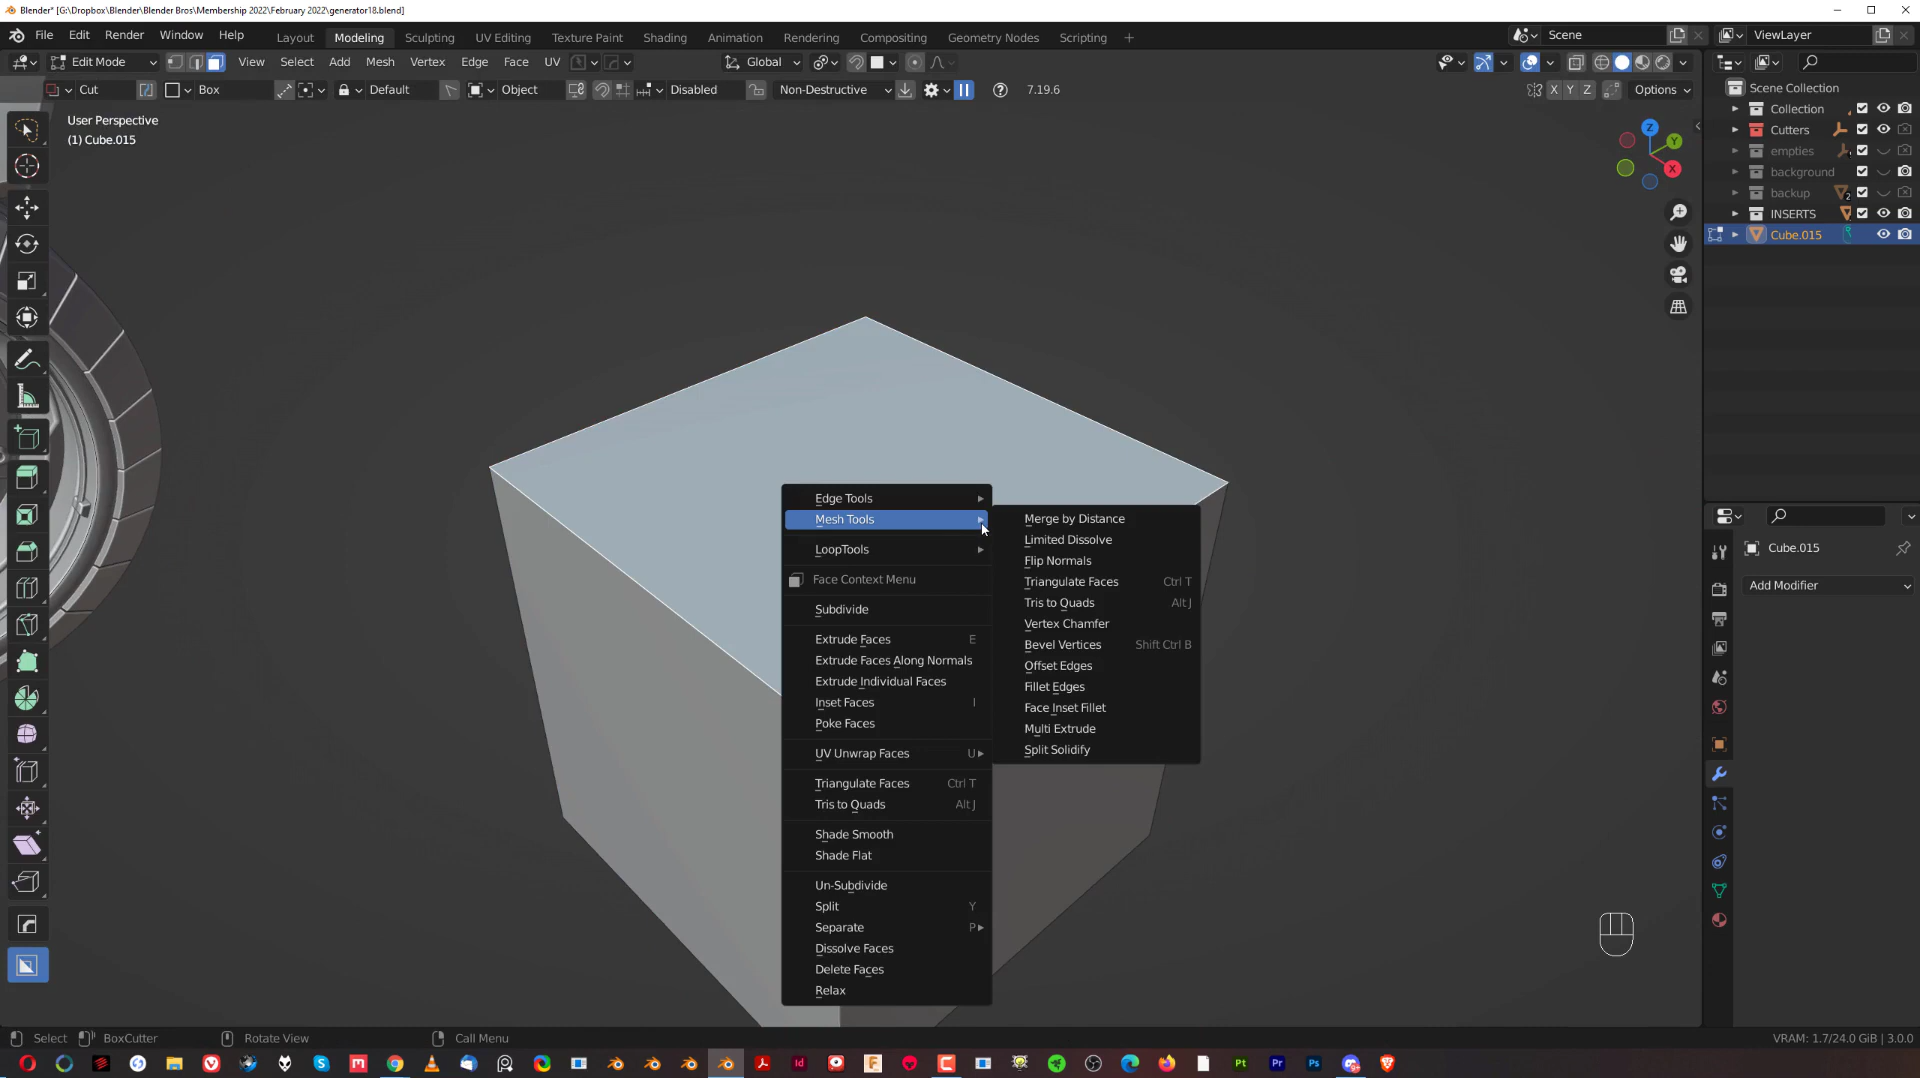 Blender* [G:\Dropbox\Blender\Blender Bros\Membership 2022\February 2022\generator18.blend]
File Edit Render Window Help
Layout Modeling Sculpting UV Editing Texture Paint Shading Animation Rendering Compositing Geometry Nodes Scripting +
Scene
ViewLayer
Edit Mode View Select Add Mesh Vertex Edge Face UV
Global
Cut Box Default Object Disabled Non-Destructive 7.19.6
X Y Z Options
User Perspective
(1) Cube.015
Z
Y
X
Scene Collection
Collection
Cutters
empties
background
backup 2
INSERTS
Cube.015
Cube.015
Add Modifier
Edge Tools
Mesh Tools
LoopTools
Face Context Menu
Subdivide
Extrude Faces E
Extrude Faces Along Normals
Extrude Individual Faces
Inset Faces I
Poke Faces
UV Unwrap Faces U
Triangulate Faces Ctrl T
Tris to Quads Alt J
Shade Smooth
Shade Flat
Un-Subdivide
Split Y
Separate P
Dissolve Faces
Delete Faces
Relax
Merge by Distance
Limited Dissolve
Flip Normals
Triangulate Faces Ctrl T
Tris to Quads Alt J
Vertex Chamfer
Bevel Vertices Shift Ctrl B
Offset Edges
Fillet Edges
Face Inset Fillet
Multi Extrude
Split Solidify
Select BoxCutter Rotate View Call Menu
VRAM: 1.7/24.0 GiB | 3.0.0
Id Pt Pr Ps